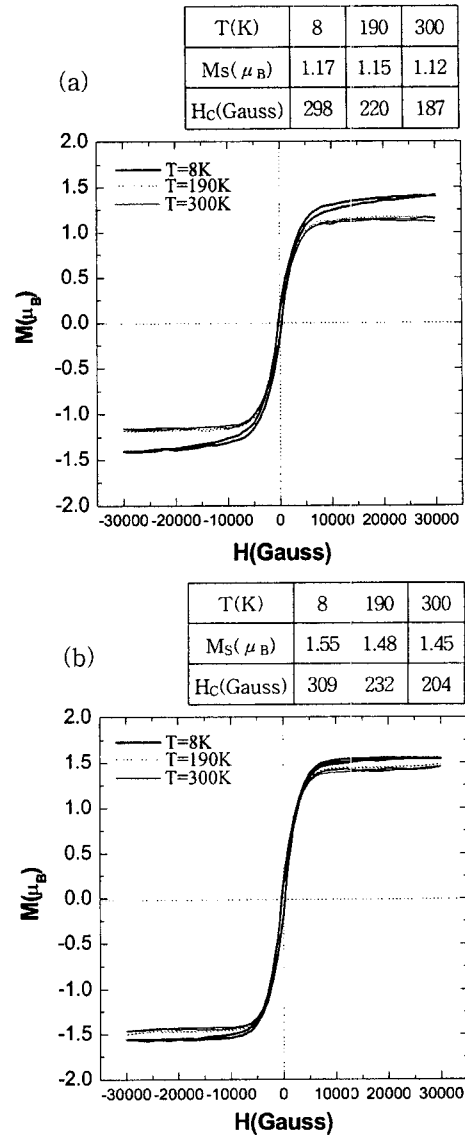 T(K) 8 190 300
(a)
Ms(μB) 1.17 1.15 1.12
HC(Gauss) 298 220 187
2.0
T=8K
T=190K
T=300K
1.5
1.0
0.5
0.0
-0.5
-1.0
-1.5
-2.0
M(μB)
-30000 -20000 -10000 0 10000 20000 30000
H(Gauss)
T(K) 8 190 300
(b)
MS(μB) 1.55 1.48 1.45
HC(Gauss) 309 232 204
2.0
T=8K
T=190K
T=300K
1.5
1.0
0.5
0.0
-0.5
-1.0
-1.5
-2.0
M(μB)
-30000 -20000 -10000 0 10000 20000 30000
H(Gauss)